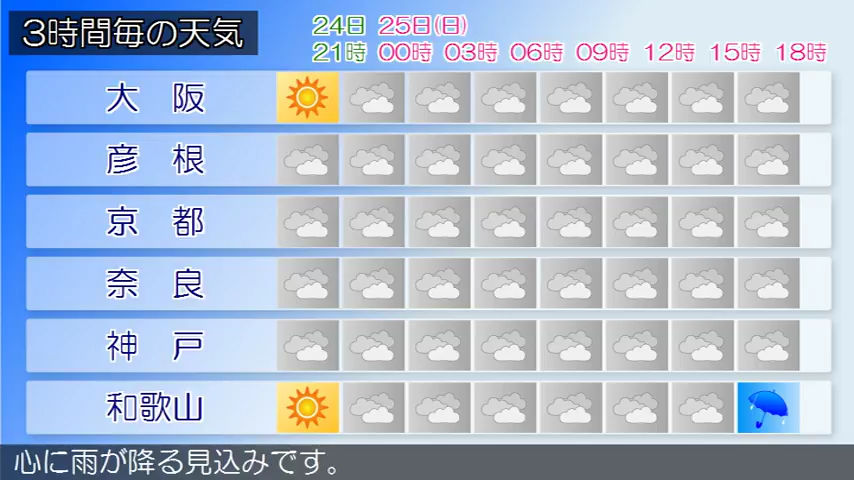 3時間毎の天気
24日 25日(日)
21時 00時 03時 06時 09時 12時 15時 18時
大 阪
彦 根
京 都
奈 良
神 戸
和歌山
心に雨が降る見込みです。